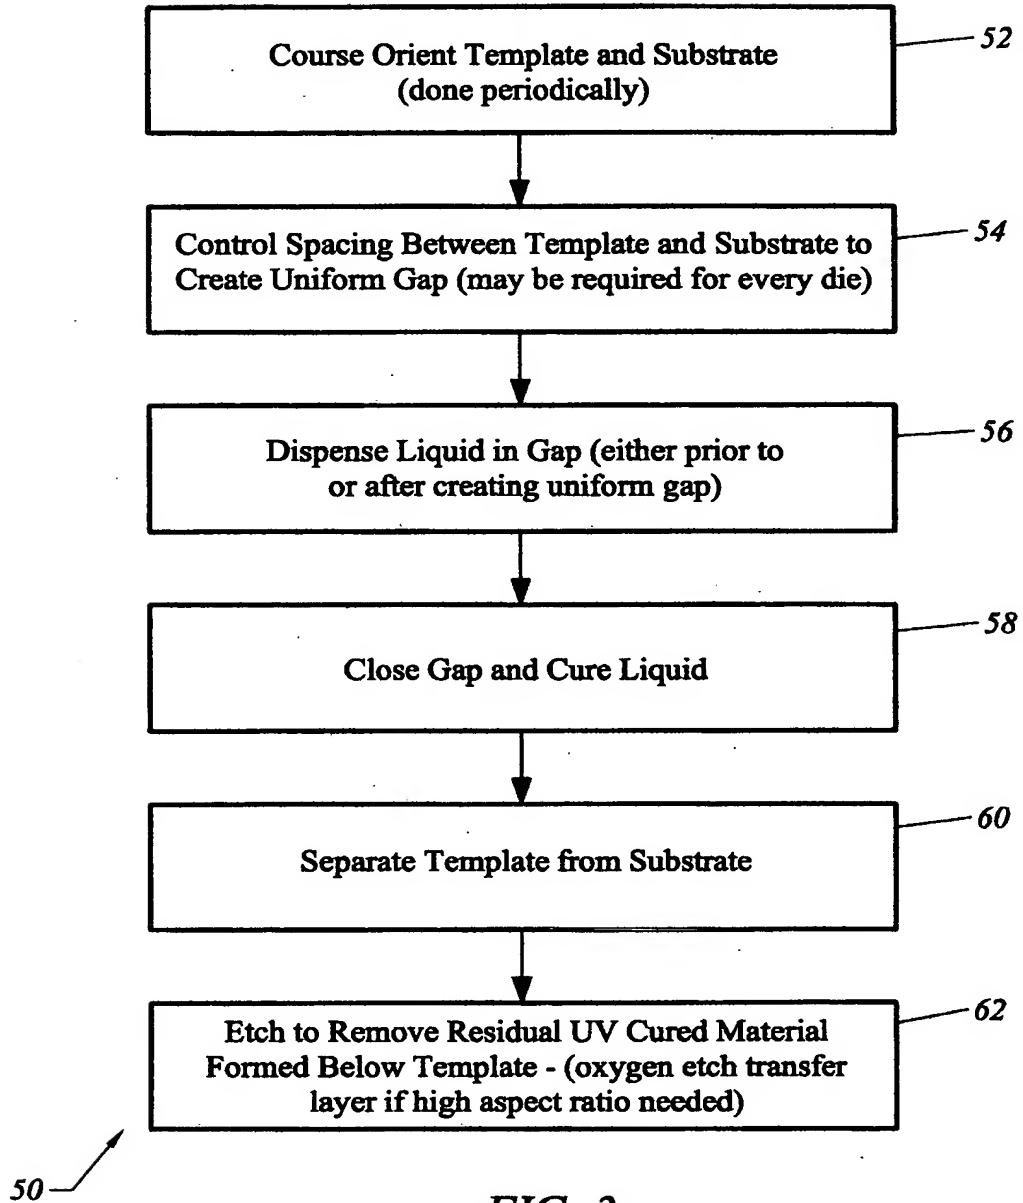 Course Orient Template and Substrate
(done periodically)
52
Control Spacing Between Template and Substrate to
Create Uniform Gap (may be required for every die)
54
Dispense Liquid in Gap (either prior to
or after creating uniform gap)
56
Close Gap and Cure Liquid
58
Separate Template from Substrate
60
Etch to Remove Residual UV Cured Material
Formed Below Template - (oxygen etch transfer
layer if high aspect ratio needed)
62
50